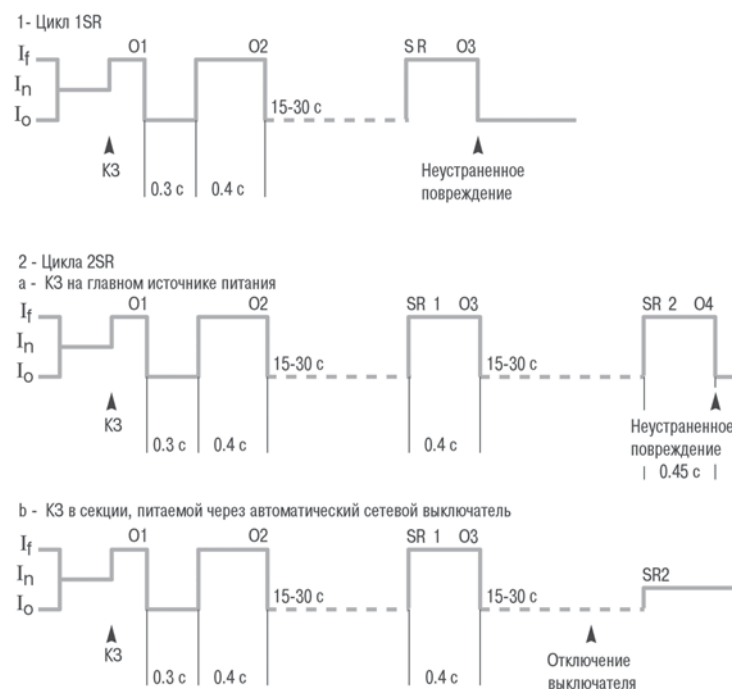 1- Цикл 1SR
If O1 O2 S R O3
In
Io 15-30 с
КЗ Неустраненное
0.3 с 0.4 с повреждение
2 - Цикла 2SR
a - КЗ на главном источнике питания
If O1 O2 SR 1 O3 SR 2 O4
In
Io 15-30 с 15-30 с
КЗ Неустраненное
0.3 с 0.4 с 0.4 с повреждение
0.45 с
b - КЗ в секции, питаемой через автоматический сетевой выключатель
If O1 O2 SR 1 O3
In SR2
Io 15-30 с 15-30 с
КЗ Отключение
0.3 с 0.4 с 0.4 с выключателя